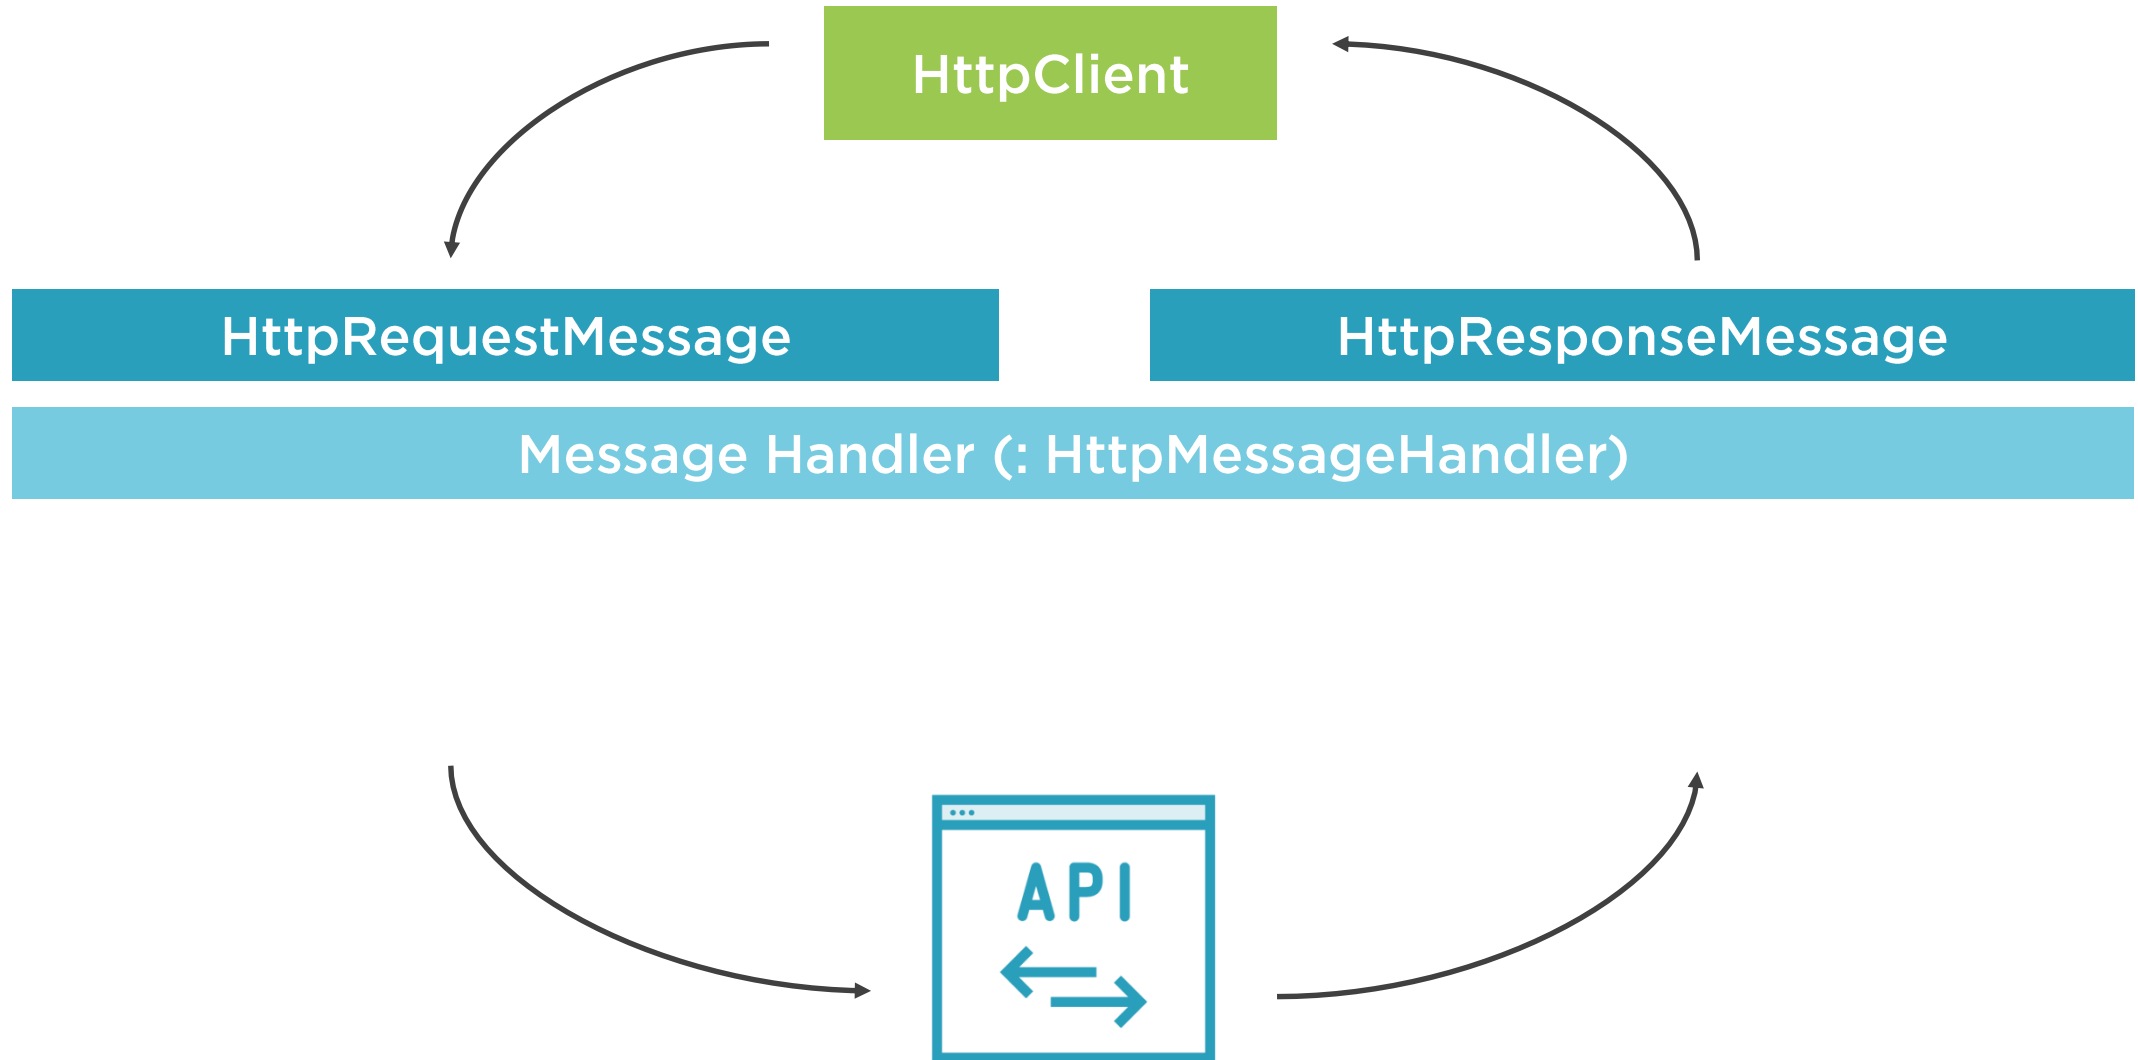 HttpClient
HttpRequestMessage
HttpResponseMessage
Message Handler (: HttpMessageHandler)
API